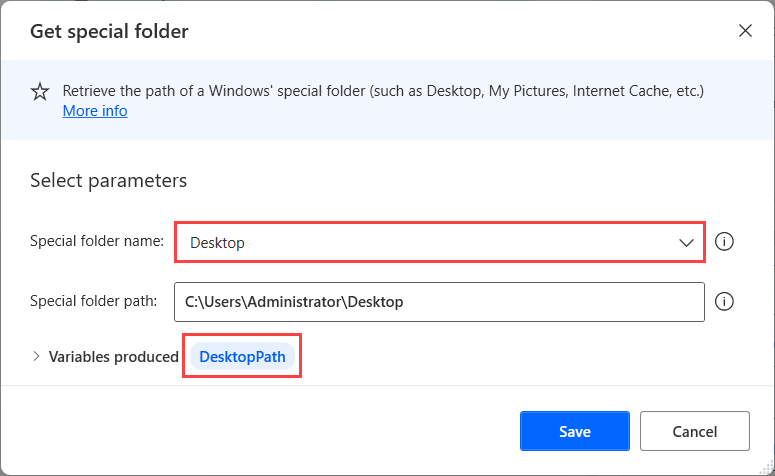 Get special folder
Retrieve the path of a Windows' special folder (such as Desktop, My Pictures, Internet Cache, etc.)
More info
Select parameters
Special folder name: Desktop
Special folder path: C:\Users\Administrator\Desktop
Variables produced DesktopPath
Save Cancel